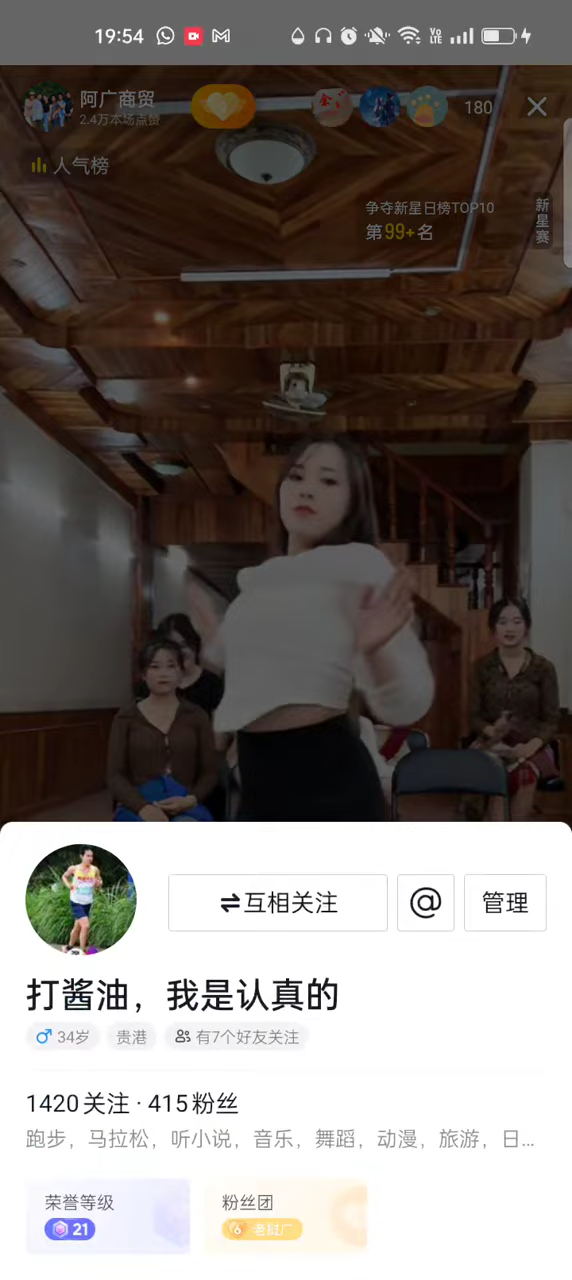 19:54
VO LTE
阿广商贸
2.4万本场点赞
180
人气榜
争夺新星日榜TOP10
第99+名
新星赛
互相关注
@
管理
打酱油，我是认真的
34岁
贵港
有7个好友关注
1420关注 · 415粉丝
跑步，马拉松，听小说，音乐，舞蹈，动漫，旅游，日...
荣誉等级
21
粉丝团
6